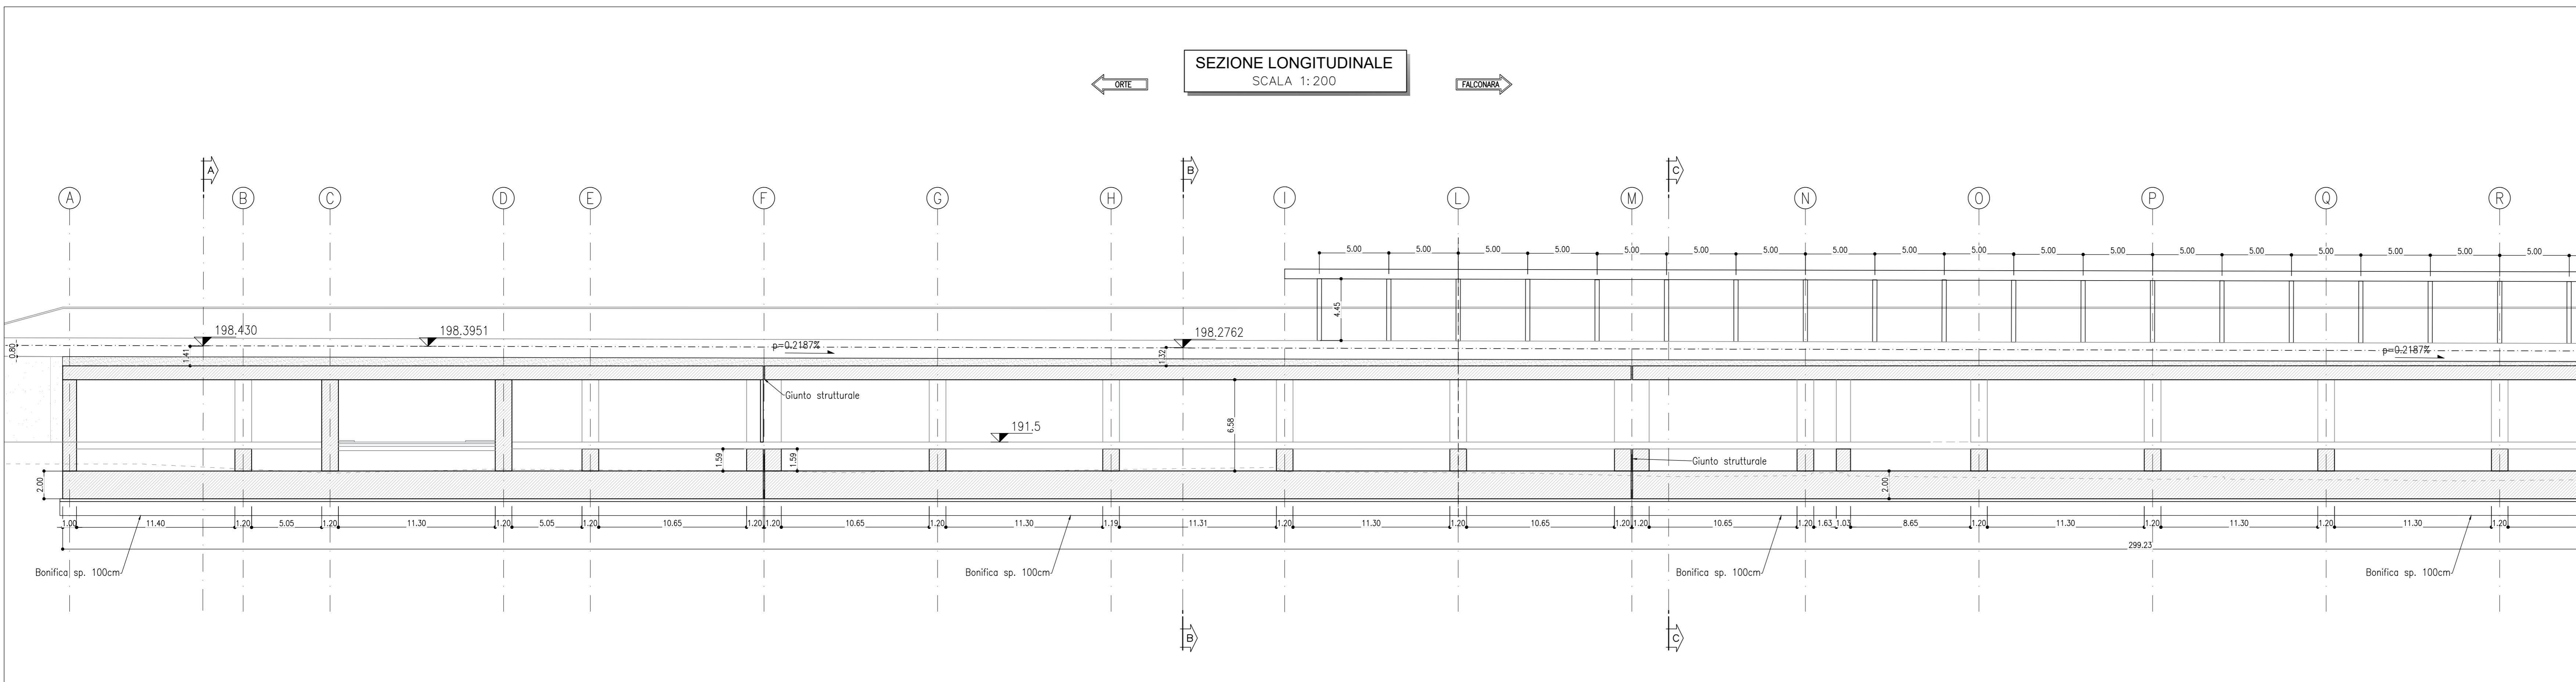 SEZIONE LONGITUDINALE
SCALA 1:200
ORTE
FALCONARA
A
B
C
A B C D E F G H I L M N O P Q R
5.00 5.00 5.00 5.00 5.00 5.00 5.00 5.00 5.00 5.00 5.00 5.00 5.00 5.00 5.00 5.00 5.00 5.00
4.45
198.430
198.3951
198.2762
0.80
1.41
p=0.2187%
1.32
p=0.2187%
Giunto strutturale
6.58
191.5
1.59
1.59
Giunto strutturale
2.00
2.00
1.00 11.40 1.20 5.05 1.20 11.30 1.20 5.05 1.20 10.65 1.20 1.20 10.65 1.20 11.30 1.19 11.31 1.20 11.30 1.20 10.65 1.20 1.20 10.65 1.20 1.63 1.03 8.65 1.20 11.30 1.20 11.30 1.20 11.30 1.20
299.23
Bonifica sp. 100cm
Bonifica sp. 100cm
Bonifica sp. 100cm
Bonifica sp. 100cm
B
C